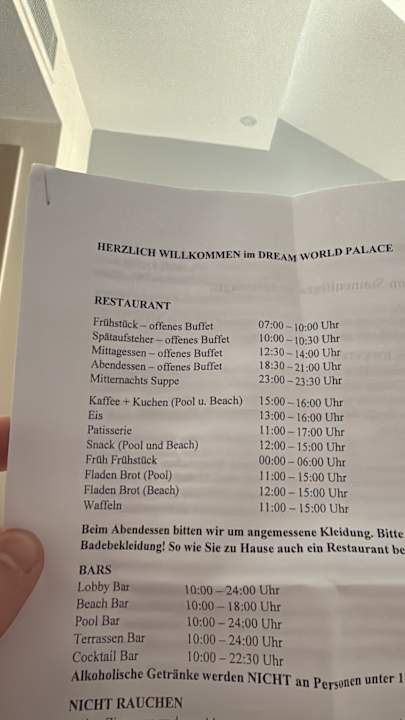 HERZLICH WILLKOMMEN im DREAM WORLD PALACE
RESTAURANT
Frühstück – offenes Buffet 07:00 – 10:00 Uhr
Spätaufsteher – offenes Buffet 10:00 – 10:30 Uhr
Mittagessen – offenes Buffet 12:30 – 14:00 Uhr
Abendessen – offenes Buffet 18:30 – 21:00 Uhr
Mitternachts Suppe 23:00 – 23:30 Uhr
Kaffee + Kuchen (Pool u. Beach) 15:00 – 16:00 Uhr
Eis 13:00 – 16:00 Uhr
Patisserie 11:00 – 17:00 Uhr
Snack (Pool und Beach) 12:00 – 15:00 Uhr
Früh Frühstück 00:00 – 06:00 Uhr
Fladen Brot (Pool) 11:00 – 15:00 Uhr
Fladen Brot (Beach) 12:00 – 15:00 Uhr
Waffeln 11:00 – 15:00 Uhr
Beim Abendessen bitten wir um angemessene Kleidung. Bitte
Badebekleidung! So wie Sie zu Hause auch ein Restaurant be
BARS
Lobby Bar 10:00 – 24:00 Uhr
Beach Bar 10:00 – 18:00 Uhr
Pool Bar 10:00 – 24:00 Uhr
Terrassen Bar 10:00 – 24:00 Uhr
Cocktail Bar 10:00 – 22:30 Uhr
Alkoholische Getränke werden NICHT an Personen unter 1
NICHT RAUCHEN